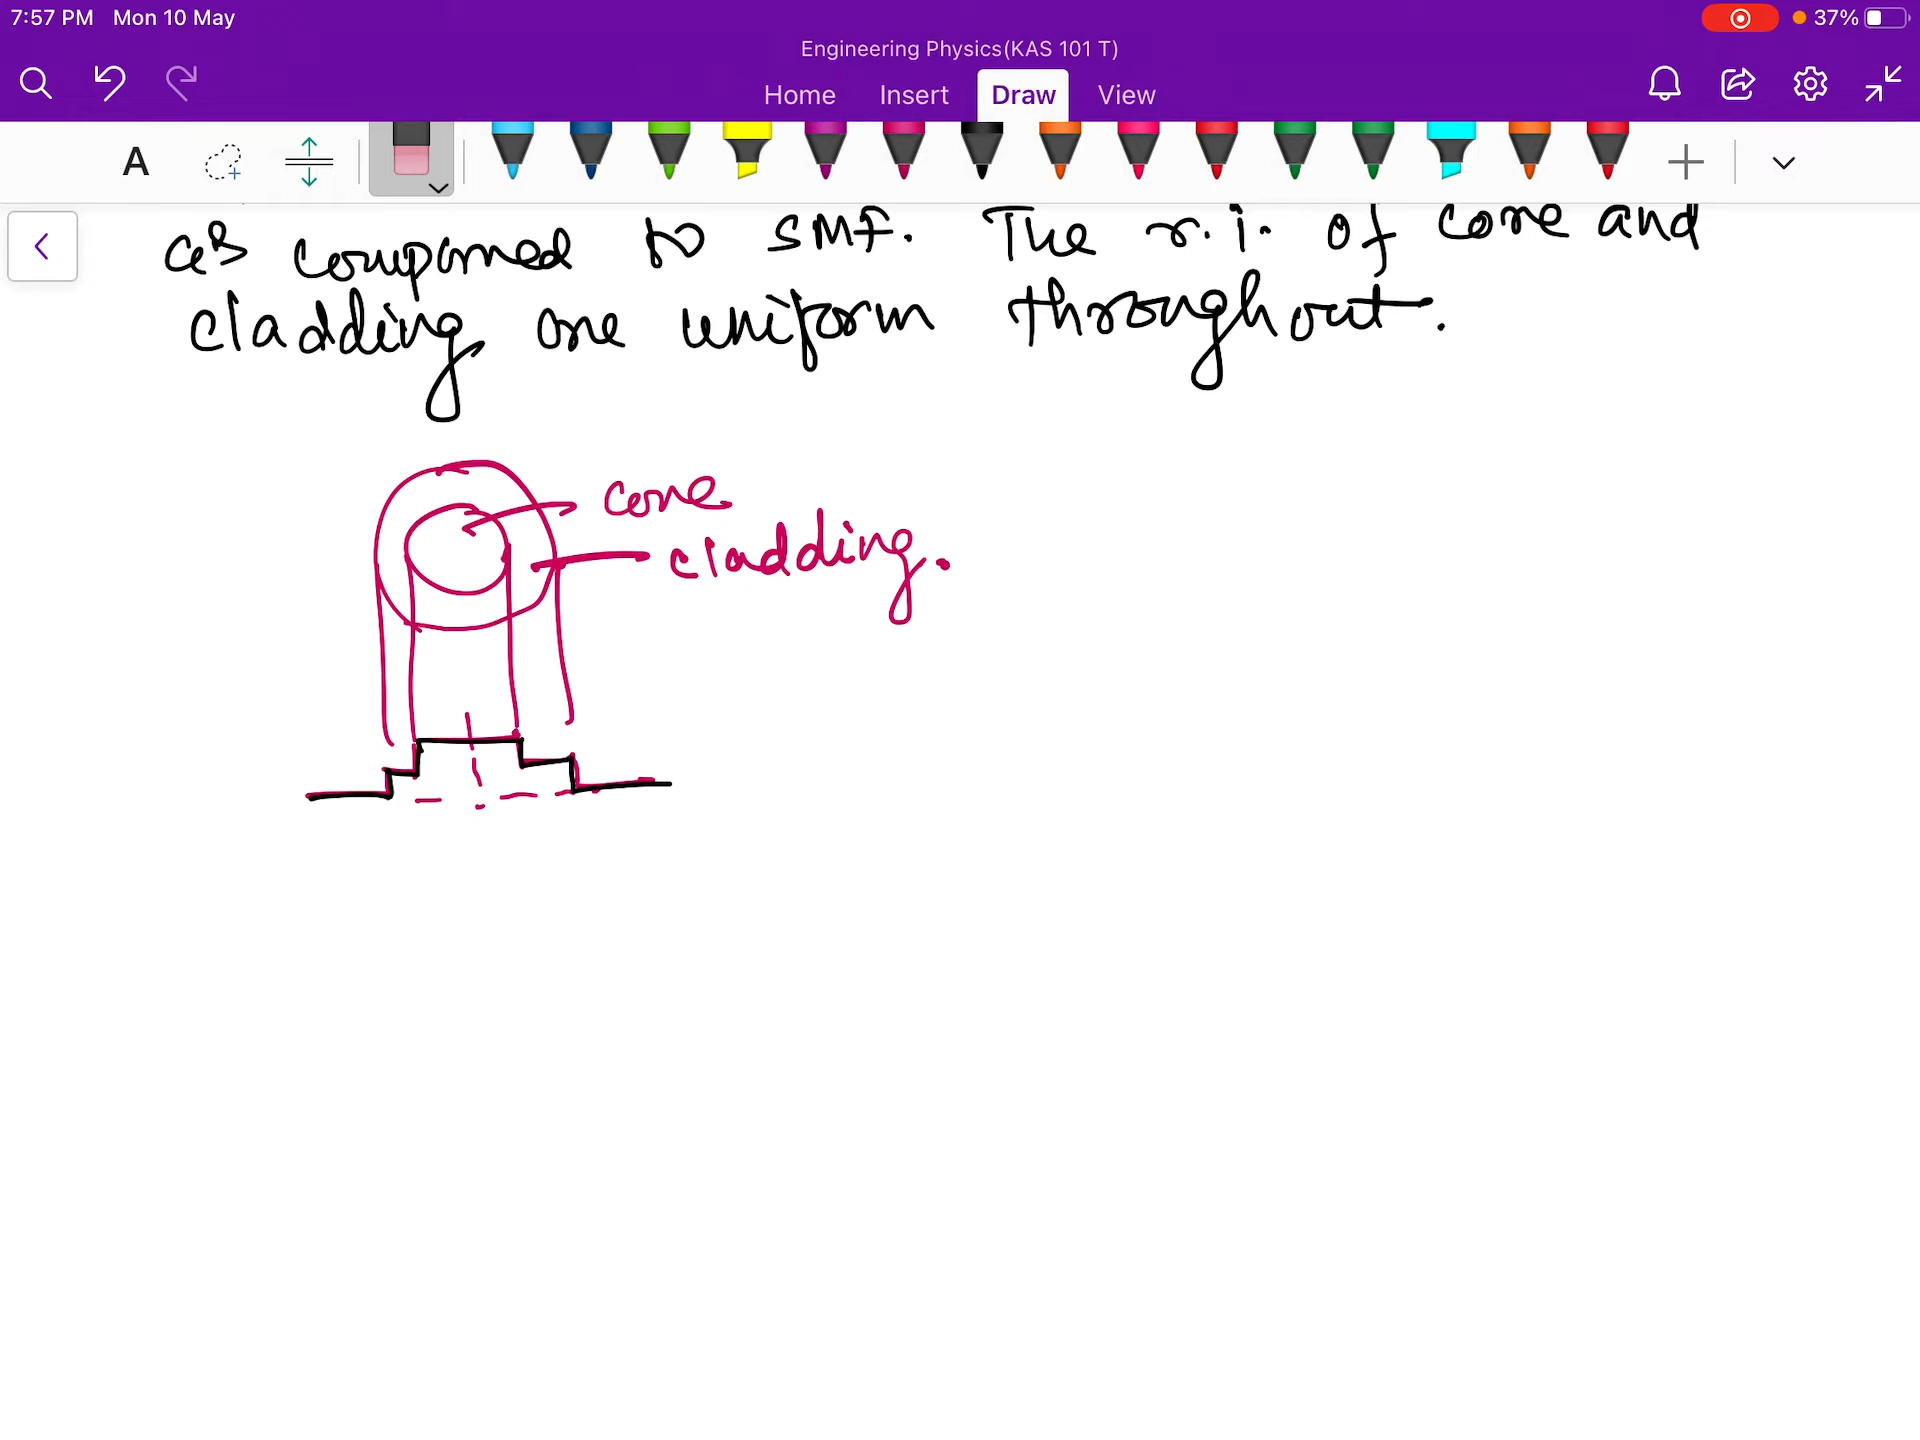 7:57 PM Mon 10 May
37%
Engineering Physics(KAS 101 T)
Home Insert Draw View
A
as compared to SMF. The r.i. of core and
cladding are uniform throughout.
core
cladding.